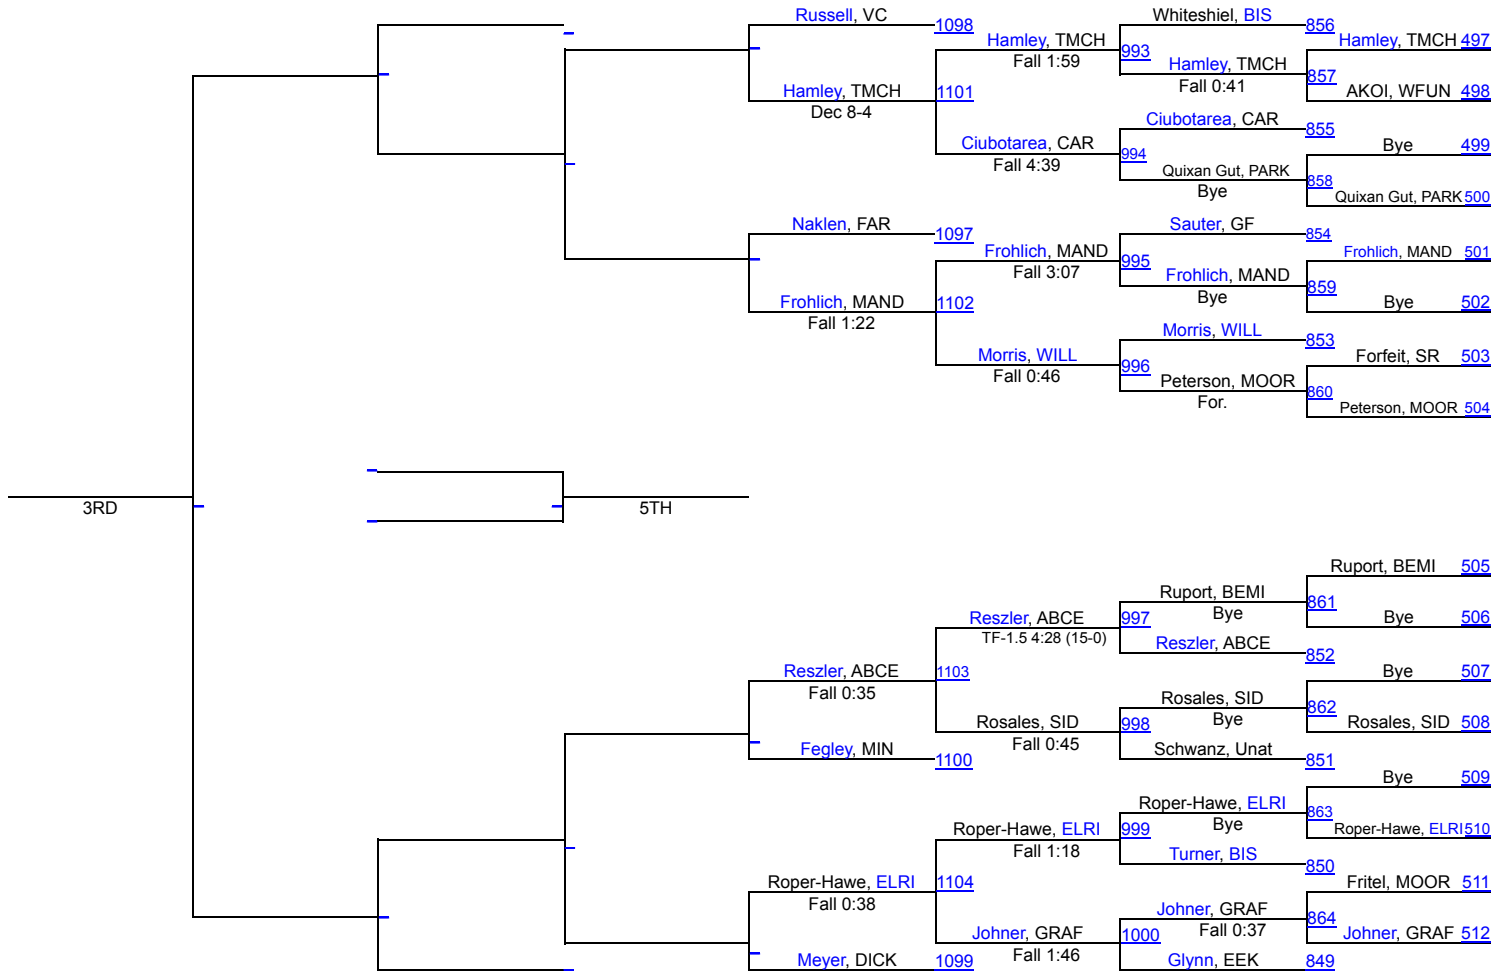 Russell, VC
1098
Whiteshiel, BIS
856
Hamley, TMCH
Fall 1:59
993
Hamley, TMCH 497
Hamley, TMCH
Fall 0:41
857
AKOI, WFUN 498
Hamley, TMCH
Dec 8-4
1101
Ciubotarea, CAR
855
Ciubotarea, CAR
Fall 4:39
994
Bye 499
Quixan Gut, PARK
Bye
858
Quixan Gut, PARK 500
Naklen, FAR
1097
Sauter, GF
854
Frohlich, MAND
Fall 3:07
995
Frohlich, MAND 501
Frohlich, MAND
Bye
859
Bye 502
Frohlich, MAND
Fall 1:22
1102
Morris, WILL
853
Morris, WILL
Fall 0:46
996
Forfeit, SR 503
Peterson, MOOR
For.
860
Peterson, MOOR 504
3RD
5TH
Ruport, BEMI 505
Ruport, BEMI
Bye
861
Bye 506
Reszler, ABCE
TF-1.5 4:28 (15-0)
997
Reszler, ABCE
852
Reszler, ABCE
Fall 0:35
1103
Bye 507
Rosales, SID
Bye
862
Rosales, SID 508
Rosales, SID
Fall 0:45
998
Schwanz, Unat
851
Fegley, MIN
1100
Bye 509
Roper-Hawe, ELRI
Bye
863
Roper-Hawe, ELRI 510
Roper-Hawe, ELRI
Fall 1:18
999
Turner, BIS
850
Roper-Hawe, ELRI
Fall 0:38
1104
Fritel, MOOR 511
Johner, GRAF
Fall 0:37
864
Johner, GRAF 512
Johner, GRAF
Fall 1:46
1000
Meyer, DICK
1099
Glynn, EEK
849